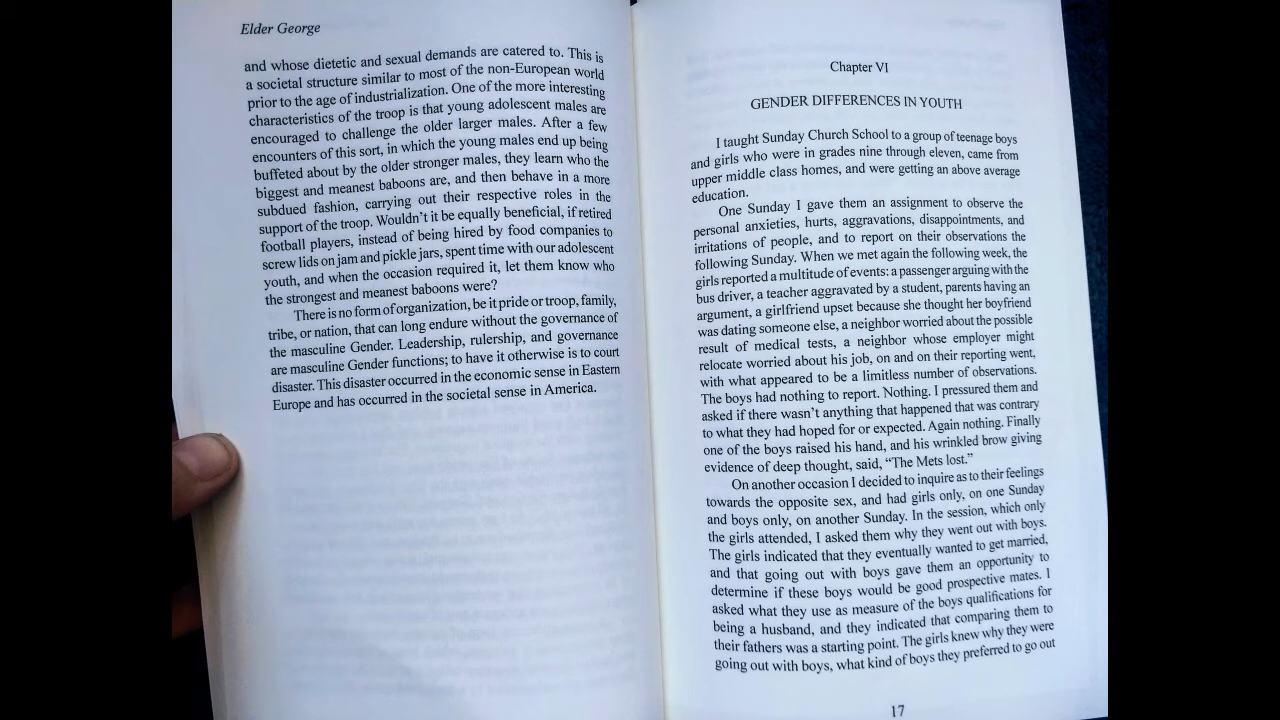 Elder George
and whose dietetic and sexual demands are catered to. This is
a societal structure similar to most of the non-European world
prior to the age of industrialization. One of the more interesting
characteristics of the troop is that young adolescent males are
encouraged to challenge the older larger males. After a few
encounters of this sort, in which the young males end up being
buffeted about by the older stronger males, they learn who the
biggest and meanest baboons are, and then behave in a more
subdued fashion, carrying out their respective roles in the
support of the troop. Wouldn't it be equally beneficial, if retired
football players, instead of being hired by food companies to
screw lids on jam and pickle jars, spent time with our adolescent
youth, and when the occasion required it, let them know who
the strongest and meanest baboons were?
There is no form of organization, be it pride or troop, family,
tribe, or nation, that can long endure without the governance of
the masculine Gender. Leadership, rulership, and governance
are masculine Gender functions; to have it otherwise is to court
disaster. This disaster occurred in the economic sense in Eastern
Europe and has occurred in the societal sense in America.
Chapter VI
GENDER DIFFERENCES IN YOUTH
I taught Sunday Church School to a group of teenage boys
and girls who were in grades nine through eleven, came from
upper middle class homes, and were getting an above average
education.
One Sunday I gave them an assignment to observe the
personal anxieties, hurts, aggravations, disappointments, and
irritations of people, and to report on their observations the
following Sunday. When we met again the following week, the
girls reported a multitude of events: a passenger arguing with the
bus driver, a teacher aggravated by a student, parents having an
argument, a girlfriend upset because she thought her boyfriend
was dating someone else, a neighbor worried about the possible
result of medical tests, a neighbor whose employer might
relocate worried about his job, on and on their reporting went,
with what appeared to be a limitless number of observations.
The boys had nothing to report. Nothing. I pressured them and
asked if there wasn't anything that happened that was contrary
to what they had hoped for or expected. Again nothing. Finally
one of the boys raised his hand, and his wrinkled brow giving
evidence of deep thought, said, “The Mets lost.”
On another occasion I decided to inquire as to their feelings
towards the opposite sex, and had girls only, on one Sunday
and boys only, on another Sunday. In the session, which only
the girls attended, I asked them why they went out with boys.
The girls indicated that they eventually wanted to get married,
and that going out with boys gave them an opportunity to
determine if these boys would be good prospective mates. I
asked what they use as measure of the boys qualifications for
being a husband, and they indicated that comparing them to
their fathers was a starting point. The girls knew why they were
going out with boys, what kind of boys they preferred to go out
17